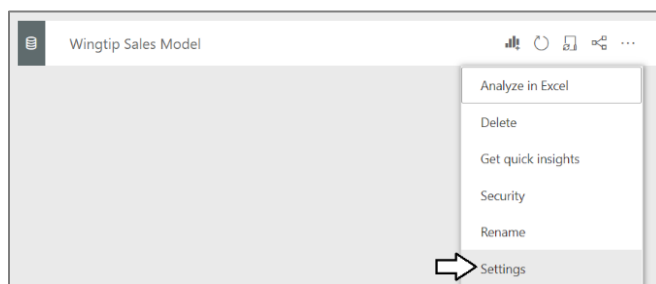 Wingtip Sales Model
Analyze in Excel
Delete
Get quick insights
Security
Rename
Settings